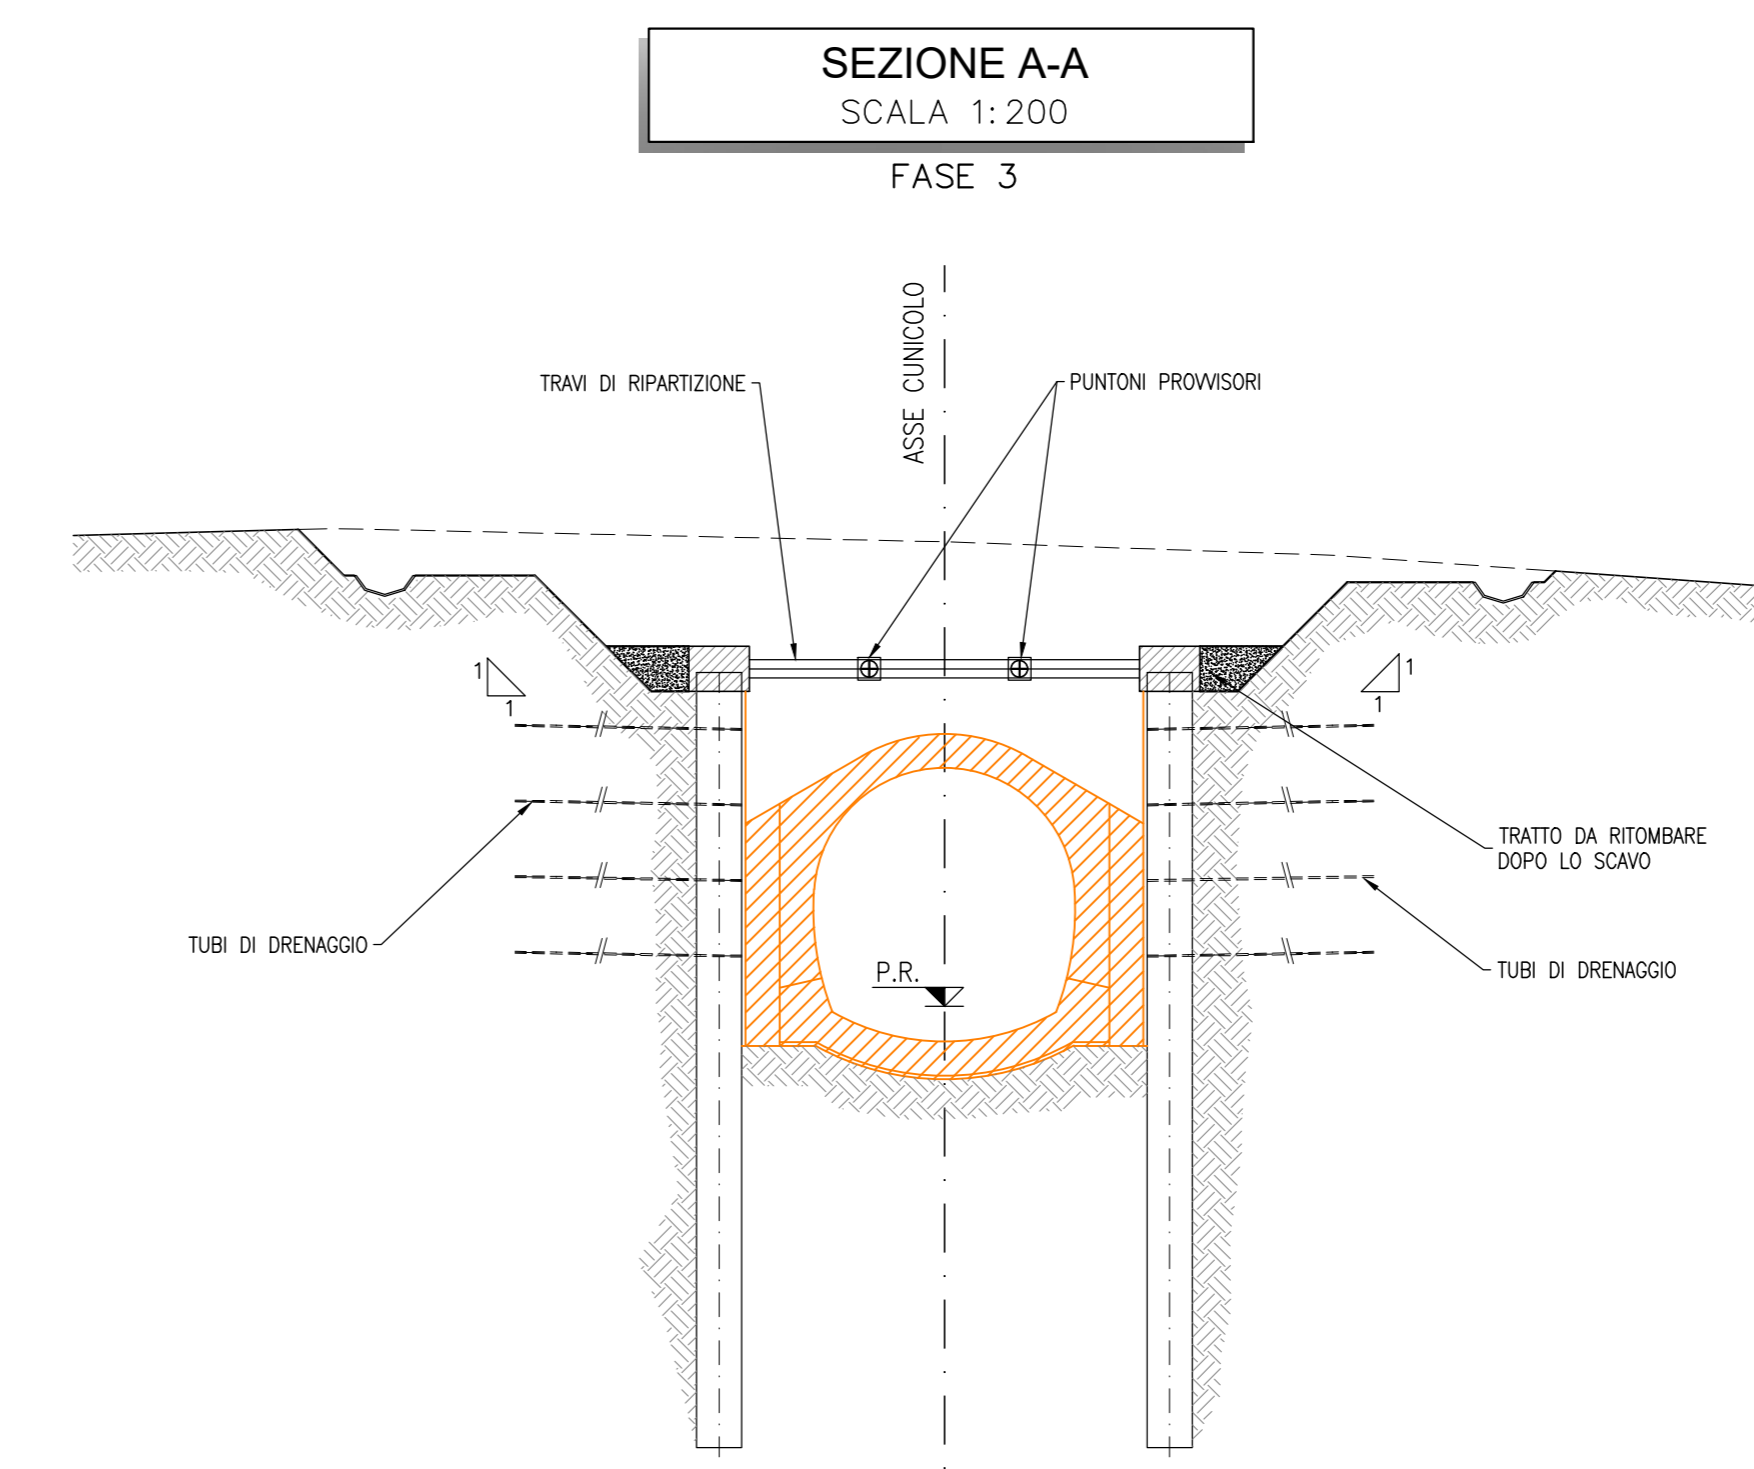 SEZIONE A-A
SCALA 1:200
FASE 3
ASSE CUNICOLO
TRAVI DI RIPARTIZIONE
PUNTONI PROVVISORI
1
1
1
1
TRATTO DA RITOMBARE
DOPO LO SCAVO
TUBI DI DRENAGGIO
P.R.
TUBI DI DRENAGGIO